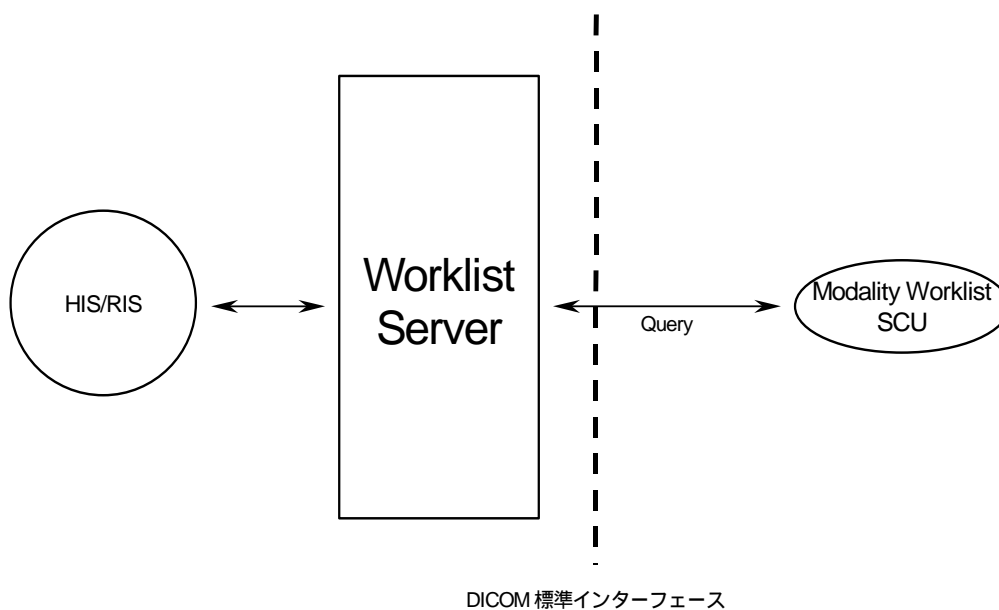 HIS/RIS
Worklist
Server
Query
Modality Worklist
SCU
DICOM 標準インターフェース